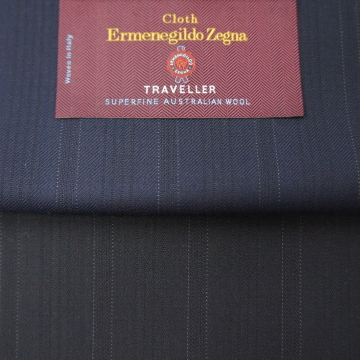 Cloth
Ermenegildo Zegna
TRAVELLER
SUPERFINE AUSTRALIAN WOOL
Woven in Italy